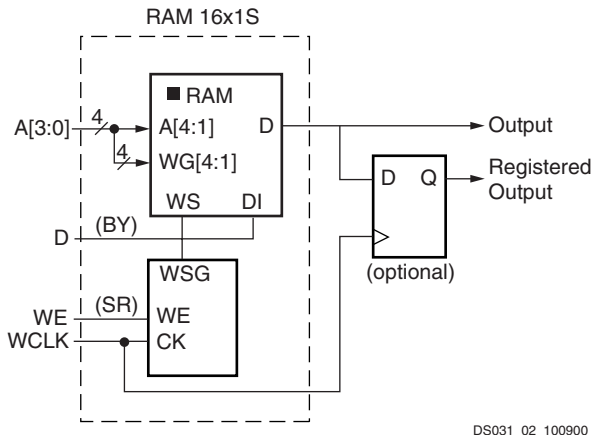 RAM 16x1S
RAM
A[3:0]
4
A[4:1]
D
Output
4
WG[4:1]
D
Q
Registered
Output
WS
DI
D
(BY)
WSG
(optional)
WE
(SR)
WE
WCLK
CK
DS031_02_100900